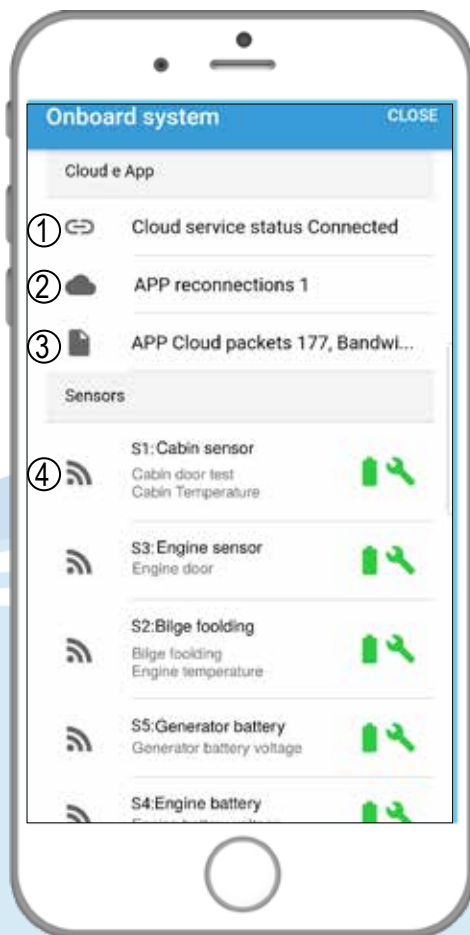 Onboard system CLOSE
Cloud e App
① Cloud service status Connected
② APP reconnections 1
③ APP Cloud packets 177, Bandwi...
Sensors
④ S1:Cabin sensor
Cabin door test
Cabin Temperature
S3:Engine sensor
Engine door
S2:Bilge foolding
Bilge foolding
Engine temperature
S5:Generator battery
Generator battery voltage
S4:Engine battery